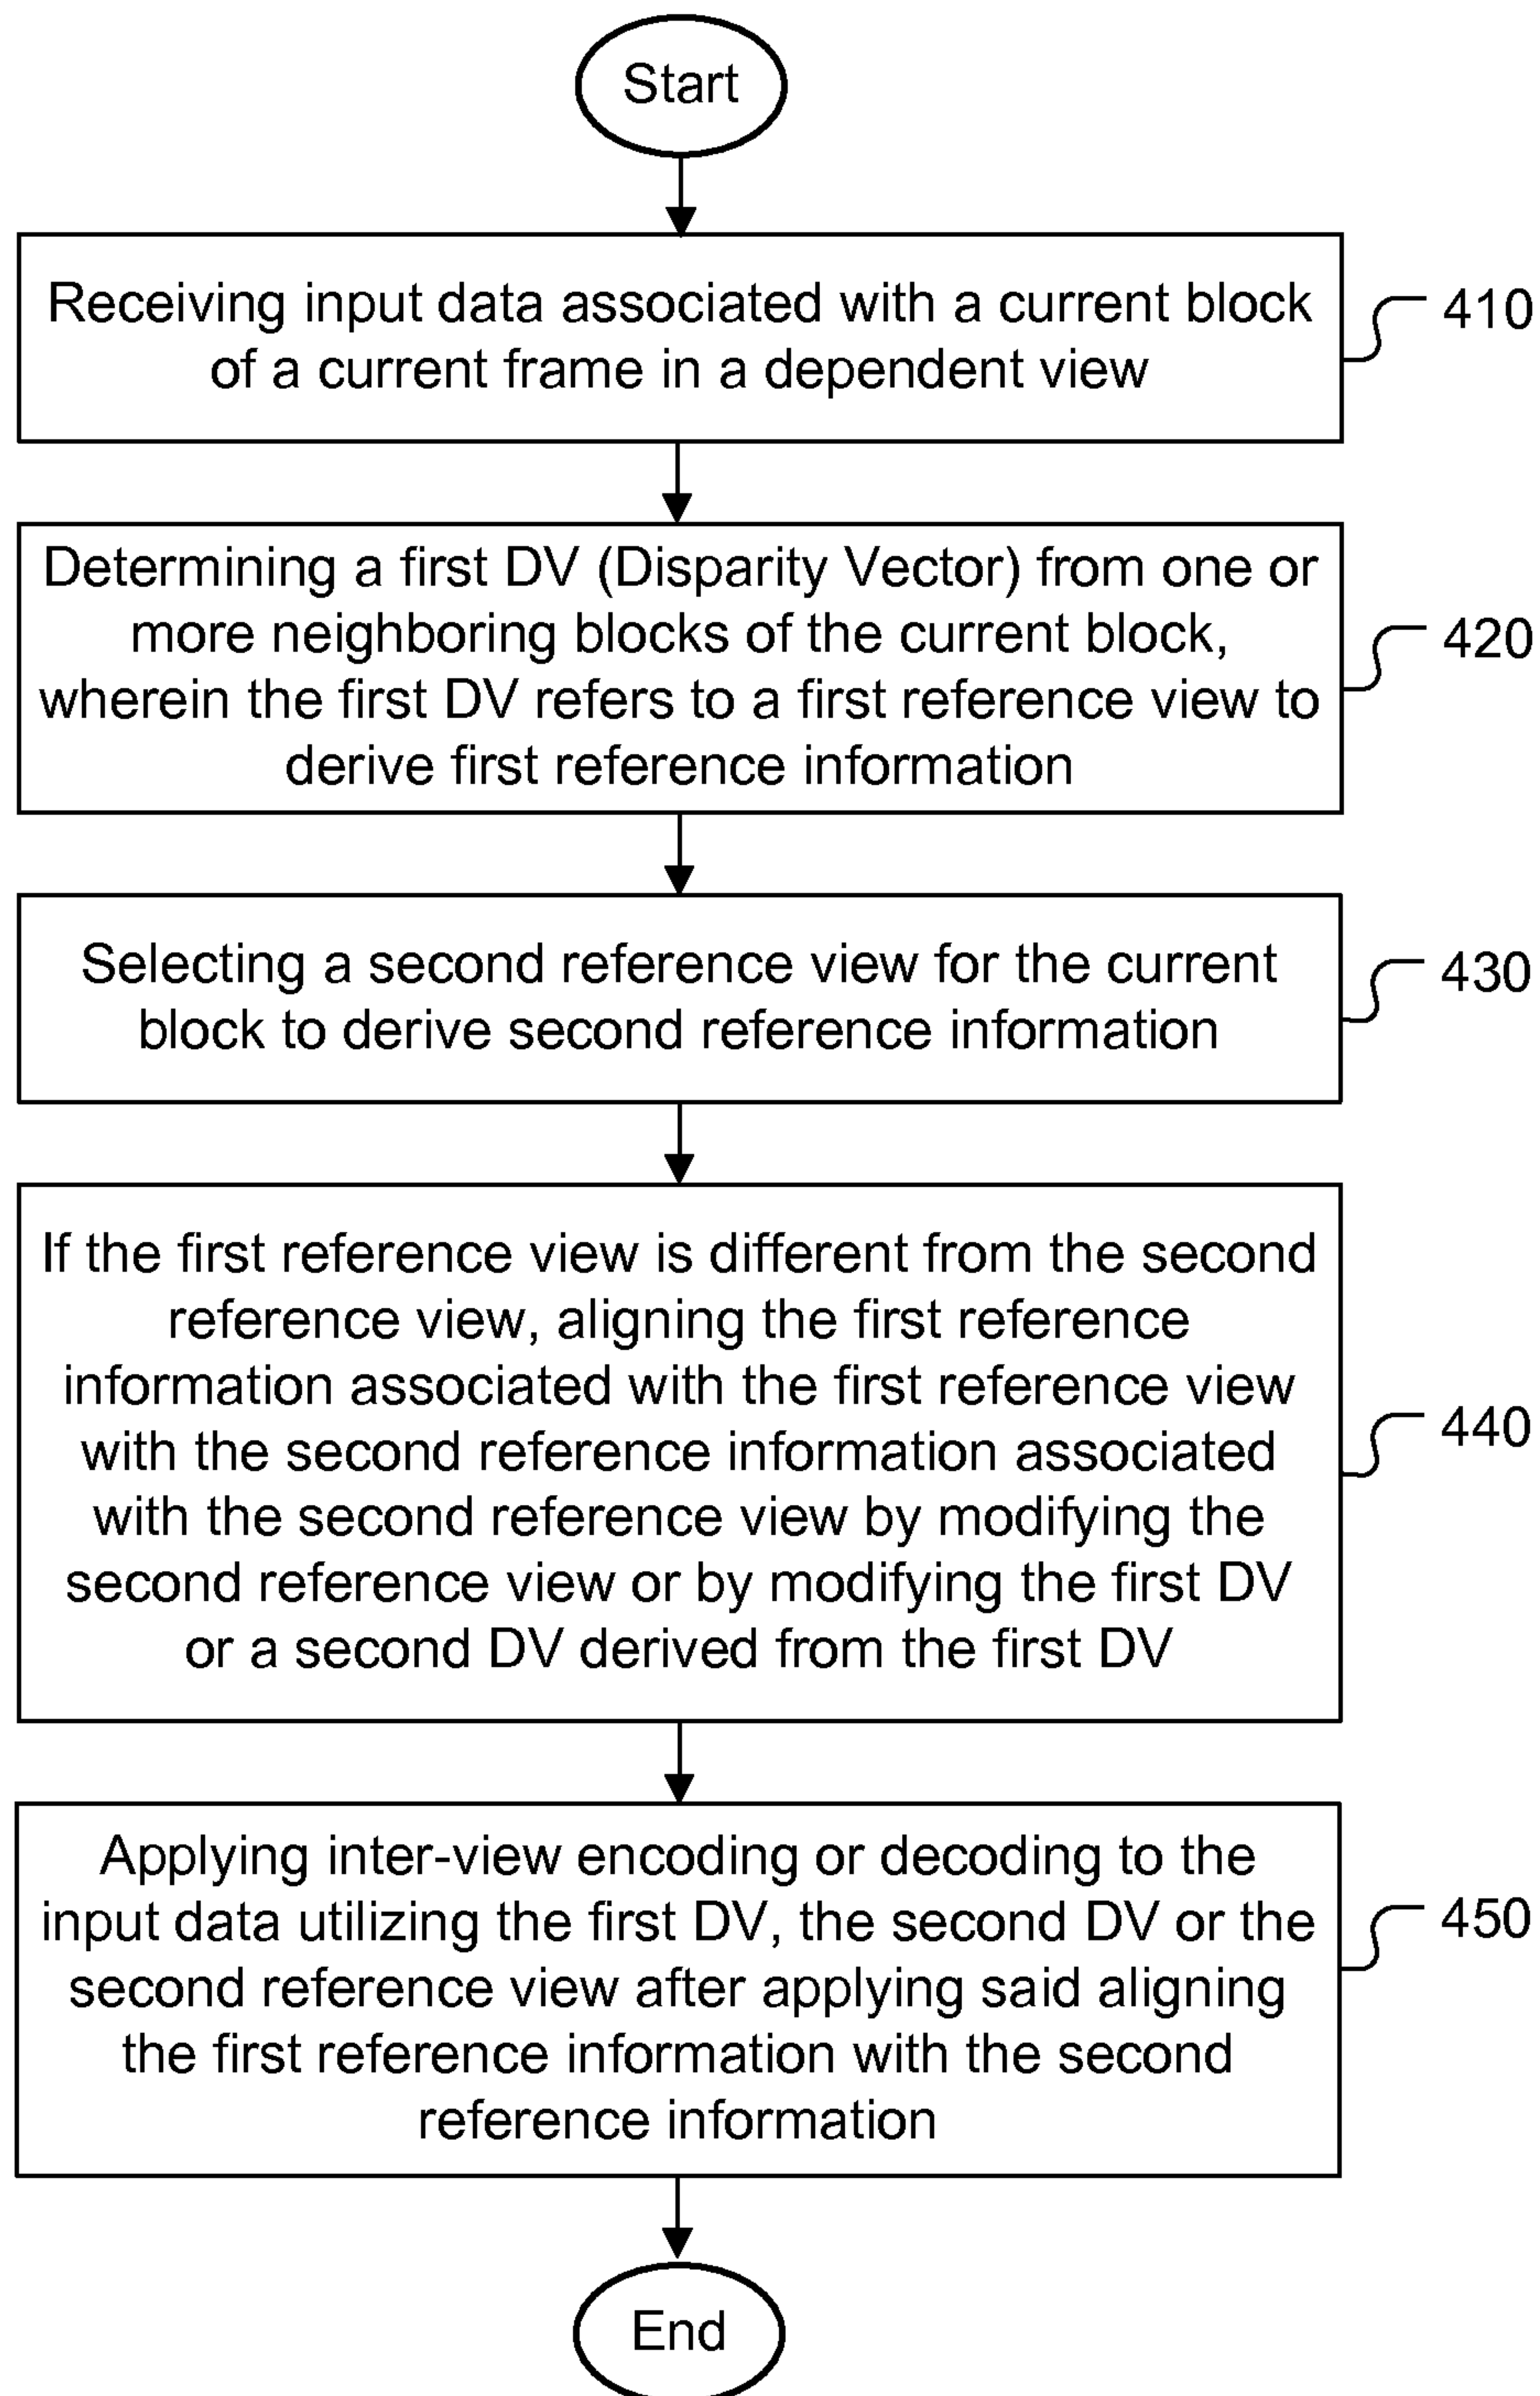 Start
Receiving input data associated with a current block
of a current frame in a dependent view
410
Determining a first DV (Disparity Vector) from one or
more neighboring blocks of the current block,
wherein the first DV refers to a first reference view to
derive first reference information
420
Selecting a second reference view for the current
block to derive second reference information
430
If the first reference view is different from the second
reference view, aligning the first reference
information associated with the first reference view
with the second reference information associated
with the second reference view by modifying the
second reference view or by modifying the first DV
or a second DV derived from the first DV
440
Applying inter-view encoding or decoding to the
input data utilizing the first DV, the second DV or the
second reference view after applying said aligning
the first reference information with the second
reference information
450
End